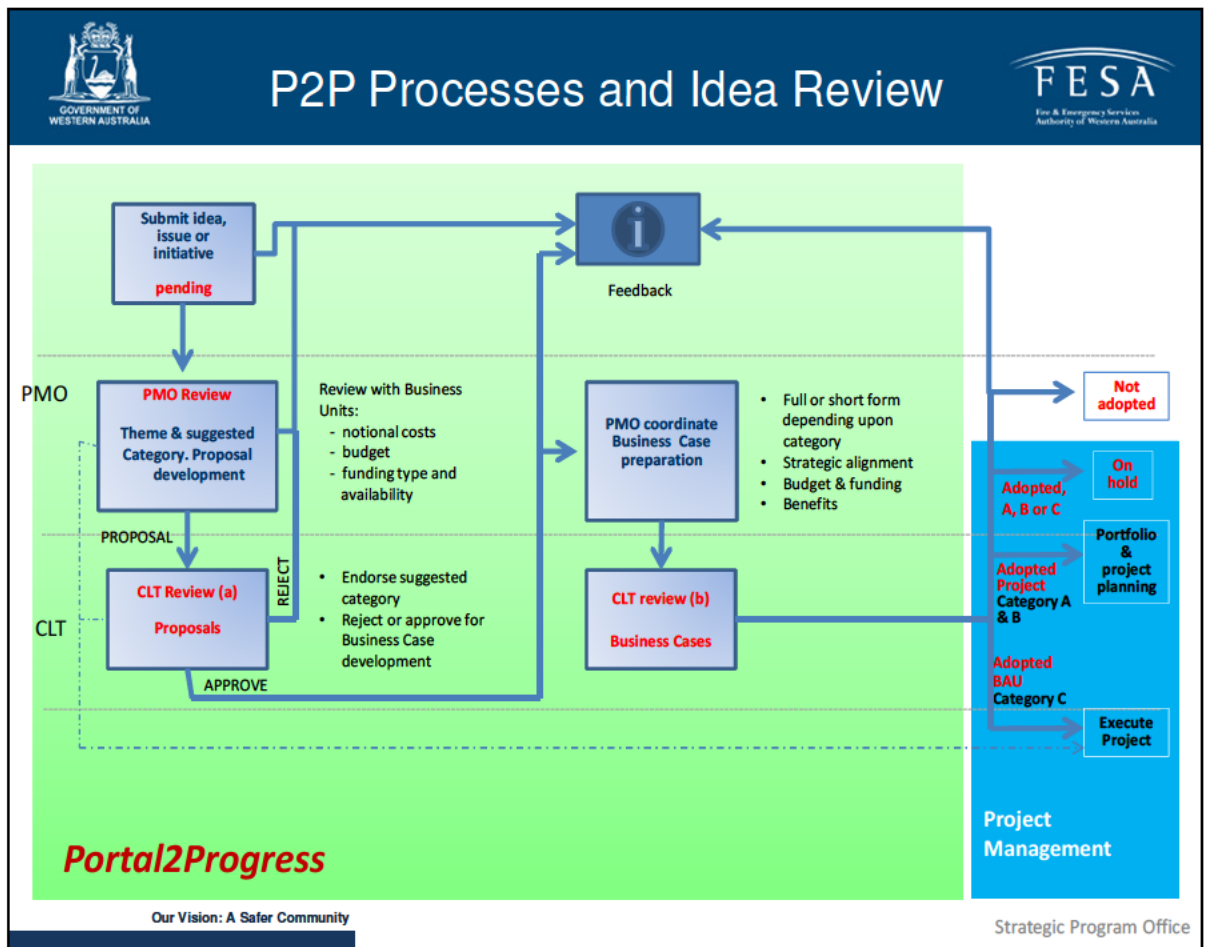 GOVERNMENT OF
WESTERN AUSTRALIA
P2P Processes and Idea Review
FESA
Fire & Emergency Services
Authority of Western Australia
Submit idea,
issue or
initiative
pending
i
Feedback
PMO
PMO Review
Theme & suggested
Category. Proposal
development
Review with Business
Units:
- notional costs
- budget
- funding type and
availability
PMO coordinate
Business Case
preparation
• Full or short form
depending upon
category
• Strategic alignment
• Budget & funding
• Benefits
Not
adopted
On
hold
Adopted,
A, B or C
PROPOSAL
REJECT
CLT
CLT Review (a)
Proposals
• Endorse suggested
category
• Reject or approve for
Business Case
development
CLT review (b)
Business Cases
Portfolio
&
project
planning
Adopted
Project
Category A
& B
APPROVE
Adopted
BAU
Category C
Execute
Project
Project
Management
Portal2Progress
Our Vision: A Safer Community
Strategic Program Office